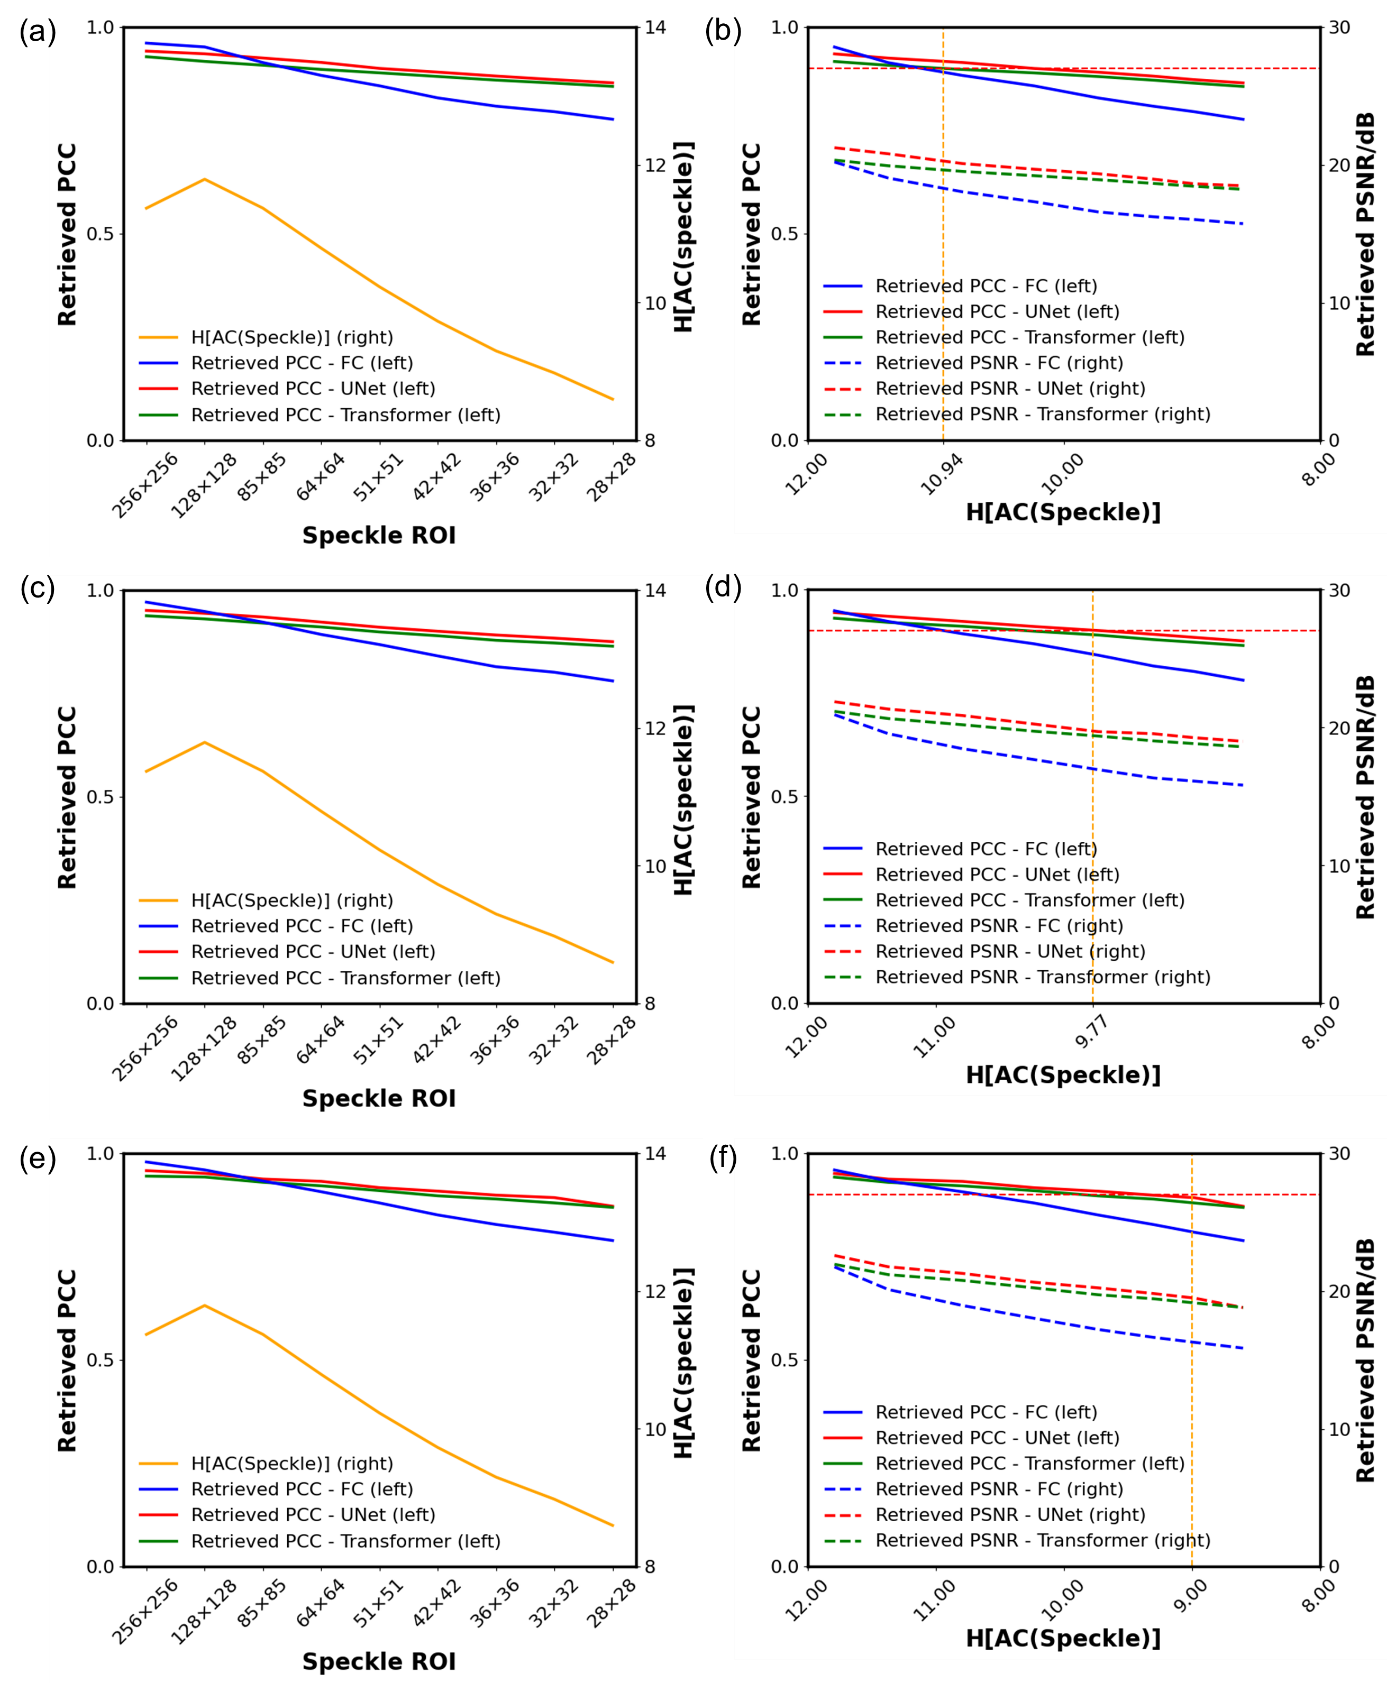 (a)
1.0
0.5
0.0
Retrieved PCC
14
12
10
8
H[AC(speckle)]
H[AC(Speckle)] (right)
Retrieved PCC - FC (left)
Retrieved PCC - UNet (left)
Retrieved PCC - Transformer (left)
256×256
128×128
85×85
64×64
51×51
42×42
36×36
32×32
28×28
Speckle ROI
(b)
1.0
0.5
0.0
Retrieved PCC
30
20
10
0
Retrieved PSNR/dB
Retrieved PCC - FC (left)
Retrieved PCC - UNet (left)
Retrieved PCC - Transformer (left)
Retrieved PSNR - FC (right)
Retrieved PSNR - UNet (right)
Retrieved PSNR - Transformer (right)
12.00
10.94
10.00
8.00
H[AC(Speckle)]
(c)
1.0
0.5
0.0
Retrieved PCC
14
12
10
8
H[AC(speckle)]
H[AC(Speckle)] (right)
Retrieved PCC - FC (left)
Retrieved PCC - UNet (left)
Retrieved PCC - Transformer (left)
256×256
128×128
85×85
64×64
51×51
42×42
36×36
32×32
28×28
Speckle ROI
(d)
1.0
0.5
0.0
Retrieved PCC
30
20
10
0
Retrieved PSNR/dB
Retrieved PCC - FC (left)
Retrieved PCC - UNet (left)
Retrieved PCC - Transformer (left)
Retrieved PSNR - FC (right)
Retrieved PSNR - UNet (right)
Retrieved PSNR - Transformer (right)
12.00
11.00
9.77
8.00
H[AC(Speckle)]
(e)
1.0
0.5
0.0
Retrieved PCC
14
12
10
8
H[AC(speckle)]
H[AC(Speckle)] (right)
Retrieved PCC - FC (left)
Retrieved PCC - UNet (left)
Retrieved PCC - Transformer (left)
256×256
128×128
85×85
64×64
51×51
42×42
36×36
32×32
28×28
Speckle ROI
(f)
1.0
0.5
0.0
Retrieved PCC
30
20
10
0
Retrieved PSNR/dB
Retrieved PCC - FC (left)
Retrieved PCC - UNet (left)
Retrieved PCC - Transformer (left)
Retrieved PSNR - FC (right)
Retrieved PSNR - UNet (right)
Retrieved PSNR - Transformer (right)
12.00
11.00
10.00
9.00
8.00
H[AC(Speckle)]